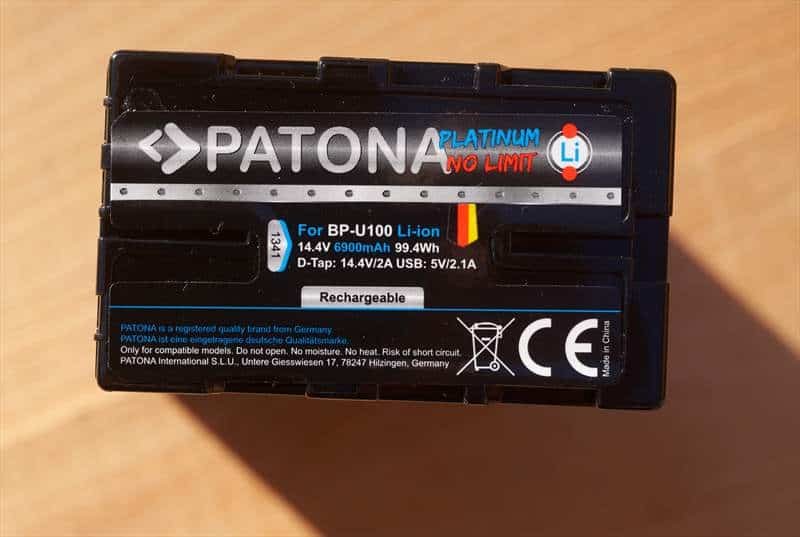 PATONA
PLATINUM
NO LIMIT
Li
1341
For BP-U100 Li-ion
14.4V 6900mAh 99.4Wh
D-Tap: 14.4V/2A USB: 5V/2.1A
Rechargeable
PATONA is a registered quality brand from Germany.
PATONA ist eine eingetragene deutsche Qualitätsmarke.
Only for compatible models. Do not open. No moisture. No heat. Risk of short circuit.
PATONA International S.L.U., Untere Giesswiesen 17, 78247 Hilzingen, Germany
CE
Made in China